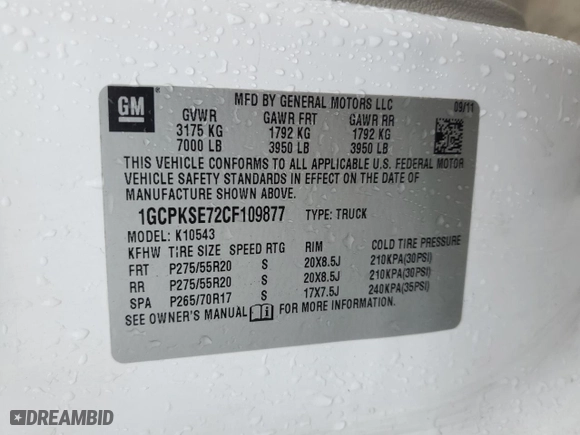 GM
MFD BY GENERAL MOTORS LLC 09/11
GVWR GAWR FRT GAWR RR
3175 KG 1792 KG 1792 KG
7000 LB 3950 LB 3950 LB
THIS VEHICLE CONFORMS TO ALL APPLICABLE U.S. FEDERAL MOTOR
VEHICLE SAFETY STANDARDS IN EFFECT ON THE DATE OF
MANUFACTURE SHOWN ABOVE.
1GCPKSE72CF109877 TYPE: TRUCK
MODEL: K10543
KFHW TIRE SIZE SPEED RTG RIM COLD TIRE PRESSURE
FRT P275/55R20 S 20X8.5J 210KPA(30PSI)
RR P275/55R20 S 20X8.5J 210KPA(30PSI)
SPA P265/70R17 S 17X7.5J 240KPA(35PSI)
SEE OWNER'S MANUAL FOR MORE INFORMATION.
DREAMBID